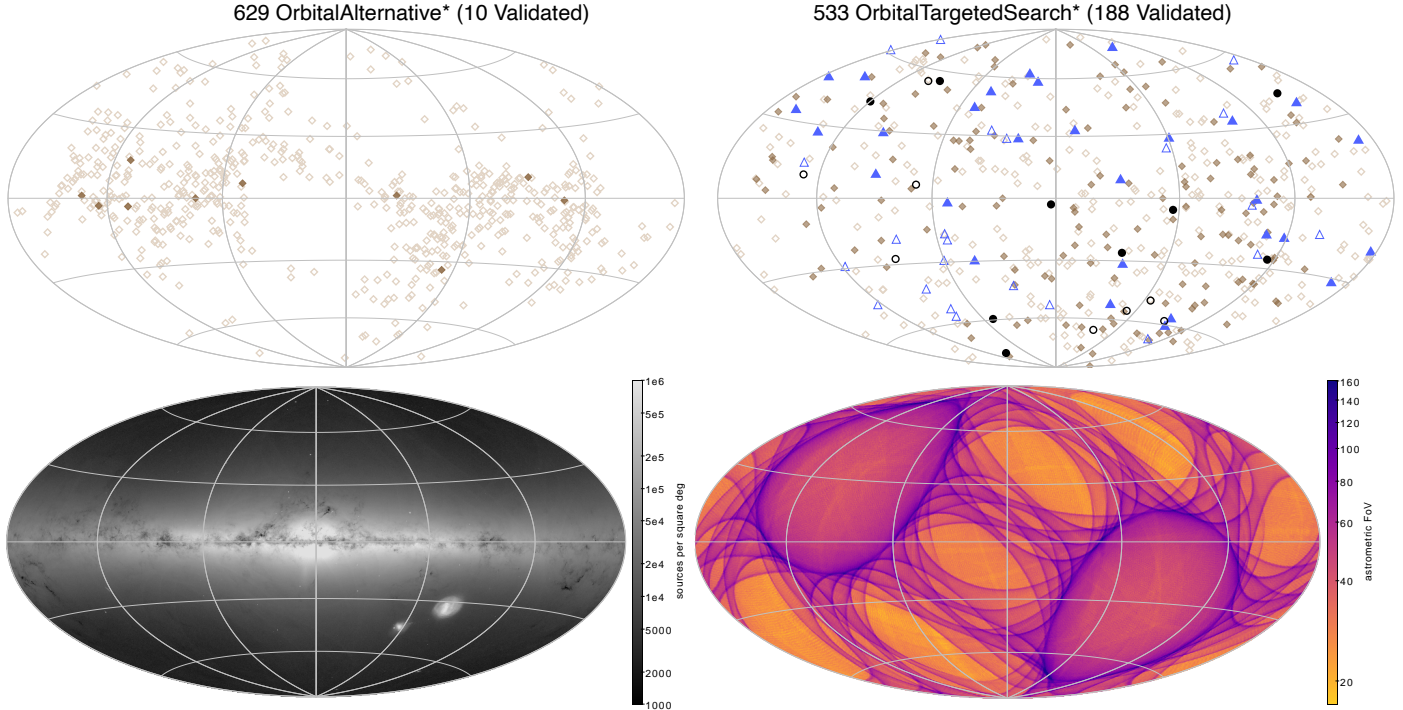 629 OrbitalAlternative* (10 Validated)
533 OrbitalTargetedSearch* (188 Validated)
1e6
5e5
2e5
1e5
5e4
2e4
1e4
5000
2000
1000
sources per square deg
160
140
120
100
80
60
40
20
astrometric FoV